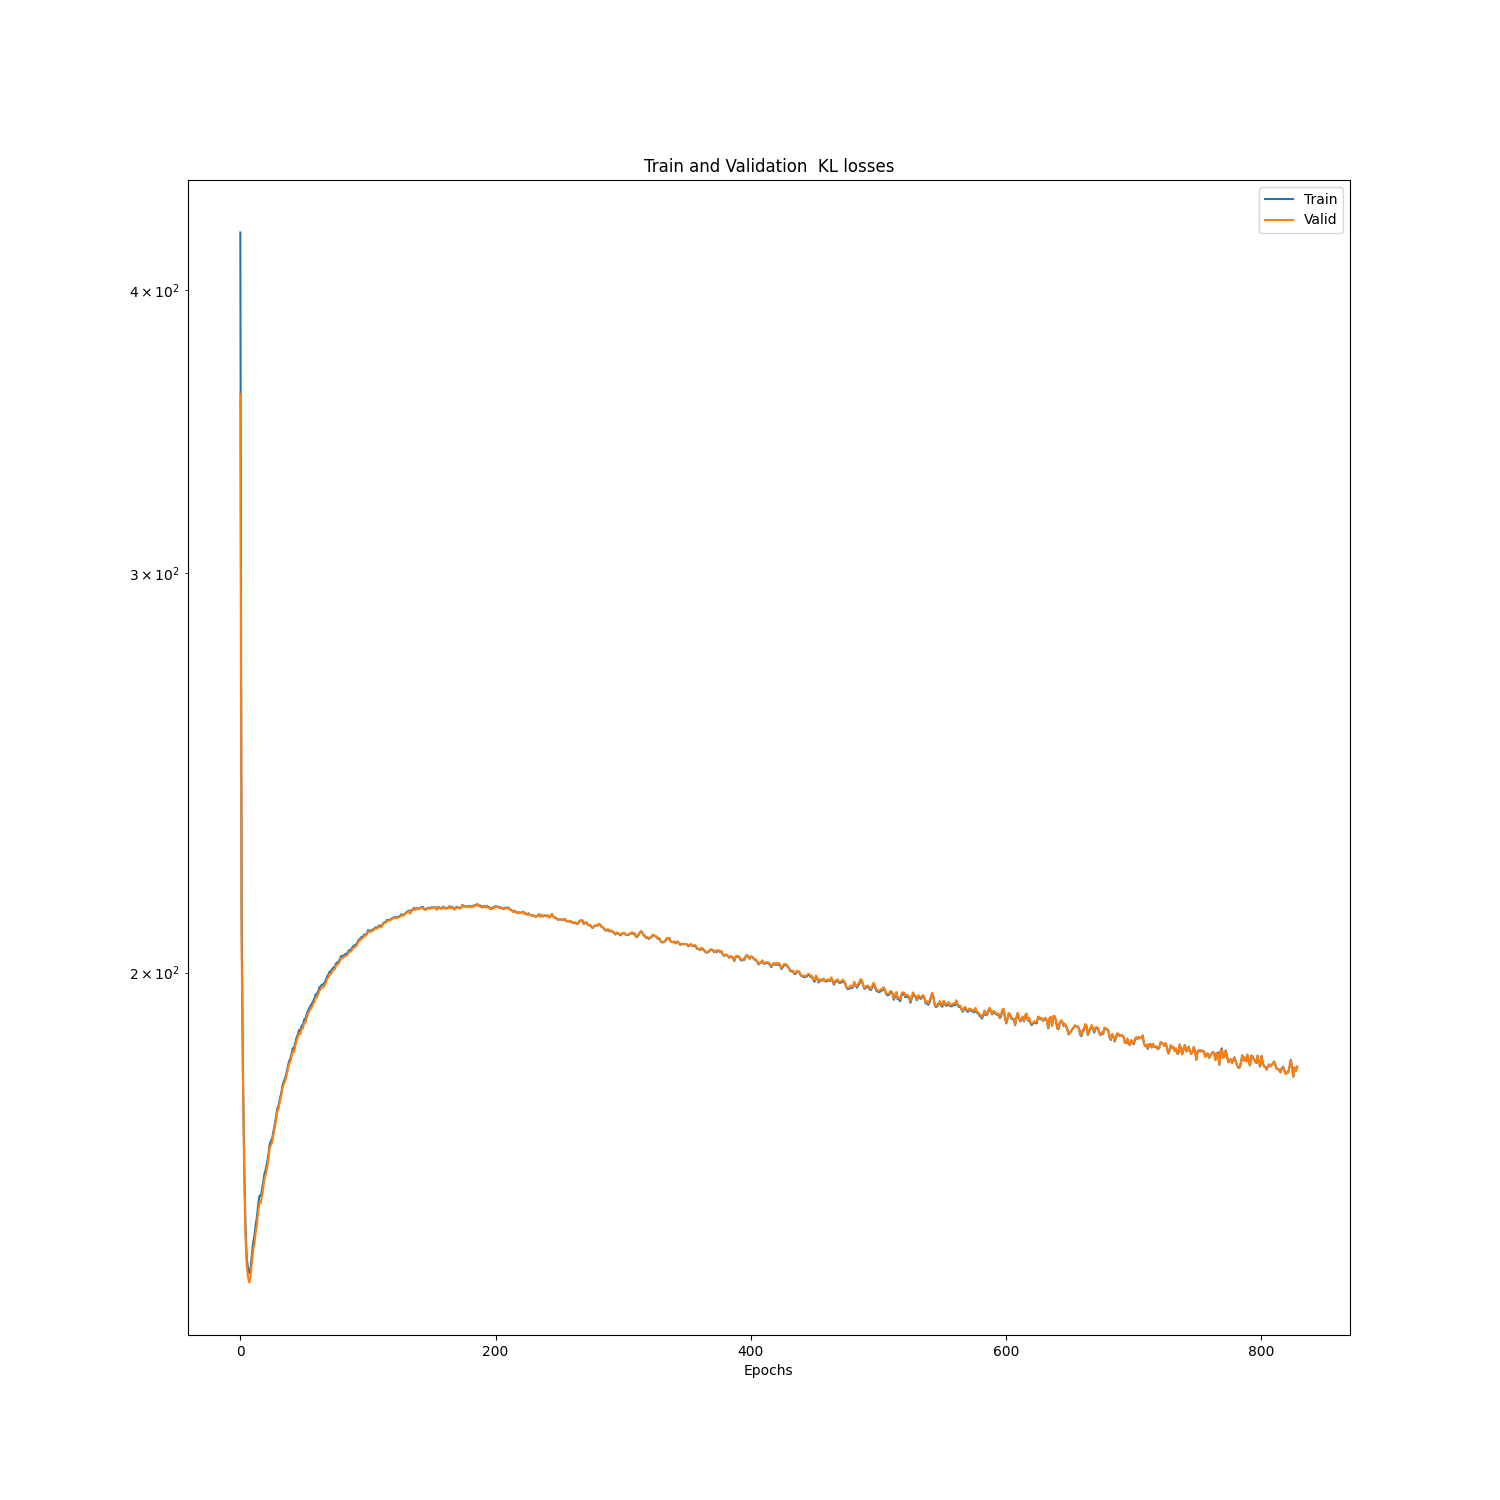 Train and Validation  KL losses
Train
Valid
4 × 10²
3 × 10²
2 × 10²
0 200 400 600 800
Epochs